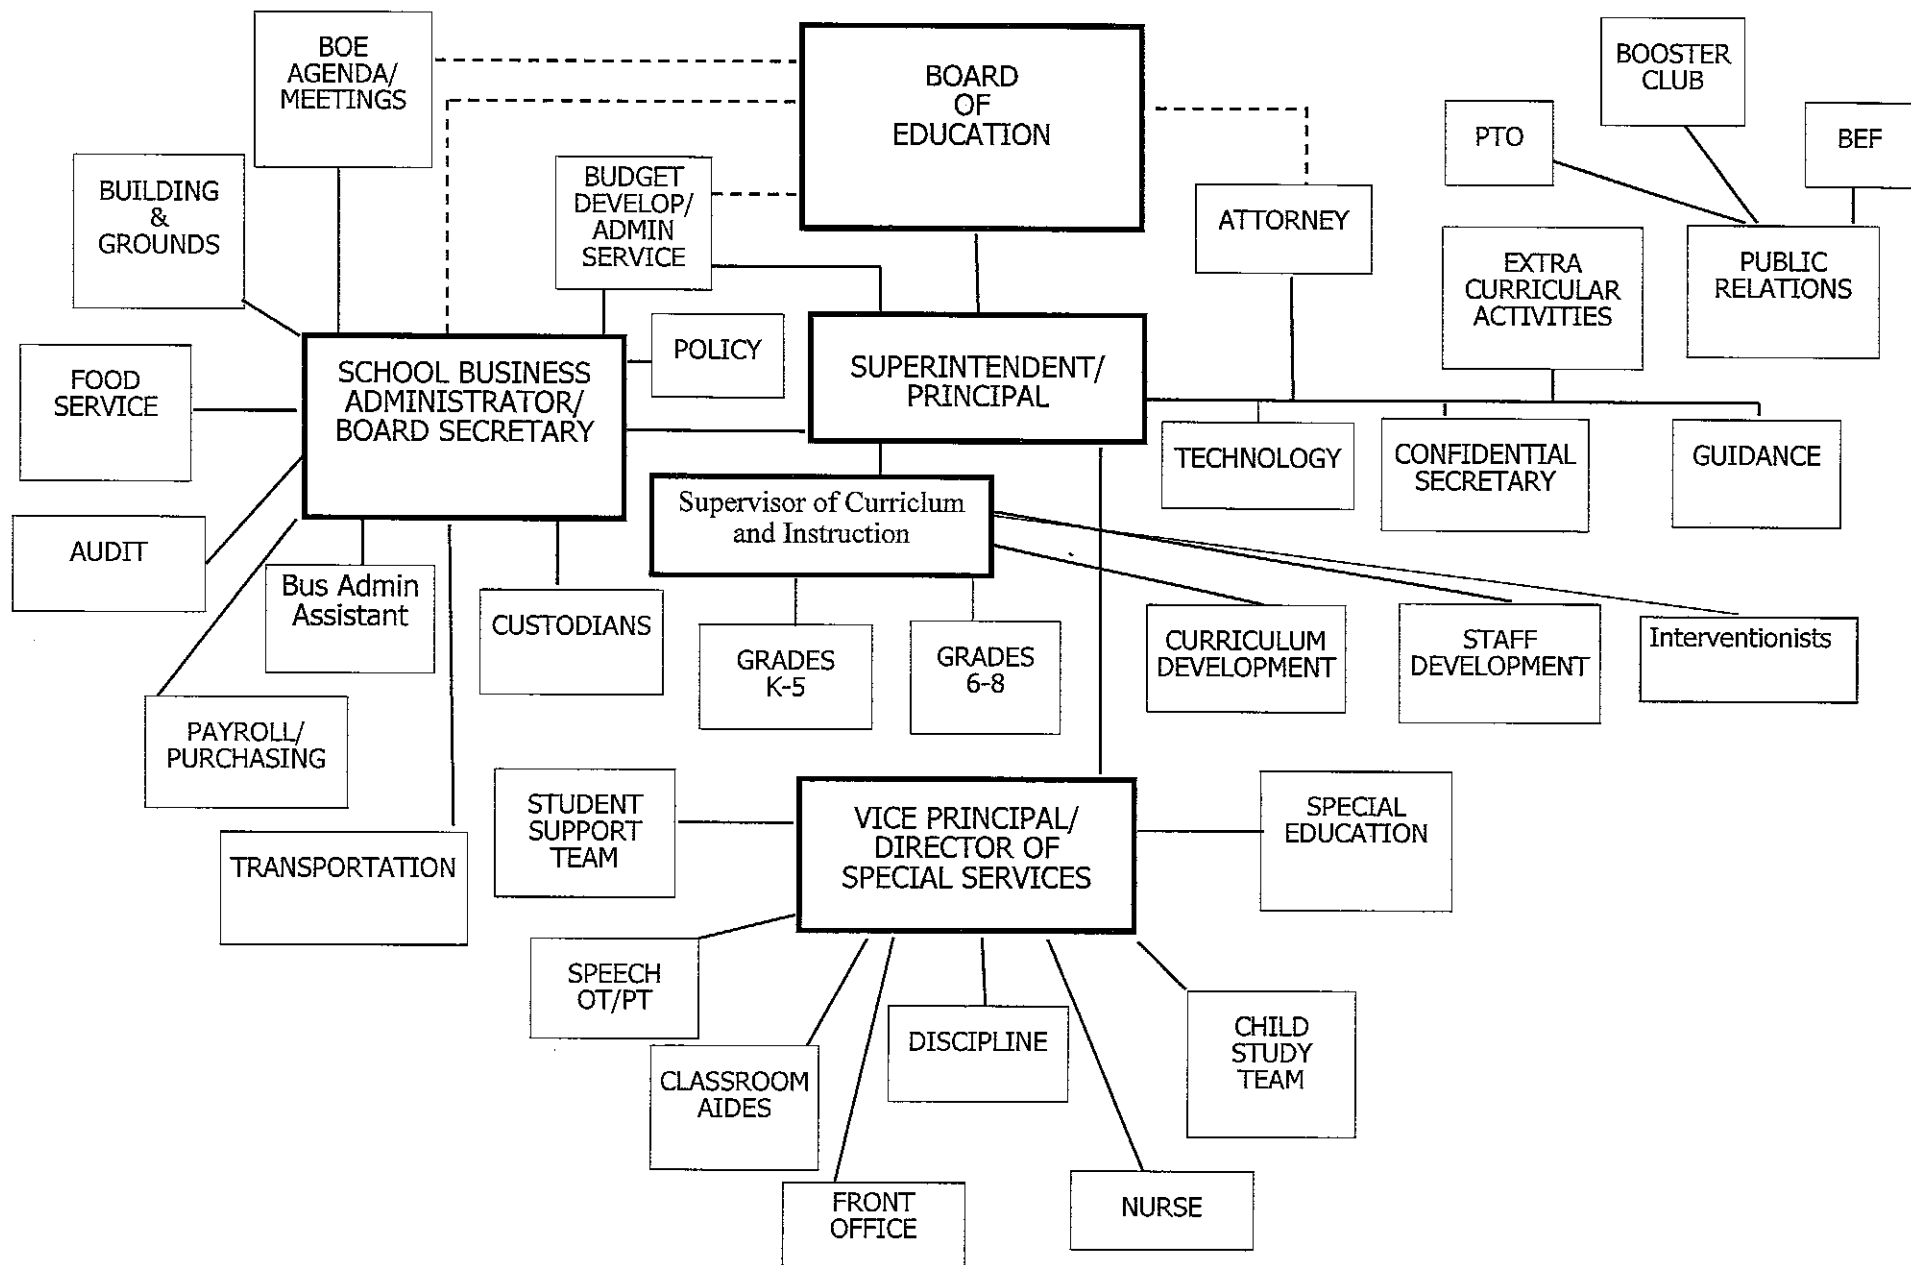 BOE
AGENDA/
MEETINGS
BOARD
OF
EDUCATION
BOOSTER
CLUB
PTO
BEF
BUILDING
&
GROUNDS
BUDGET
DEVELOP/
ADMIN
SERVICE
ATTORNEY
EXTRA
CURRICULAR
ACTIVITIES
PUBLIC
RELATIONS
FOOD
SERVICE
SCHOOL BUSINESS
ADMINISTRATOR/
BOARD SECRETARY
POLICY
SUPERINTENDENT/
PRINCIPAL
TECHNOLOGY
CONFIDENTIAL
SECRETARY
GUIDANCE
Supervisor of Curriclum
and Instruction
AUDIT
Bus Admin
Assistant
CUSTODIANS
GRADES
K-5
GRADES
6-8
CURRICULUM
DEVELOPMENT
STAFF
DEVELOPMENT
Interventionists
PAYROLL/
PURCHASING
TRANSPORTATION
STUDENT
SUPPORT
TEAM
VICE PRINCIPAL/
DIRECTOR OF
SPECIAL SERVICES
SPECIAL
EDUCATION
SPEECH
OT/PT
CLASSROOM
AIDES
DISCIPLINE
CHILD
STUDY
TEAM
FRONT
OFFICE
NURSE